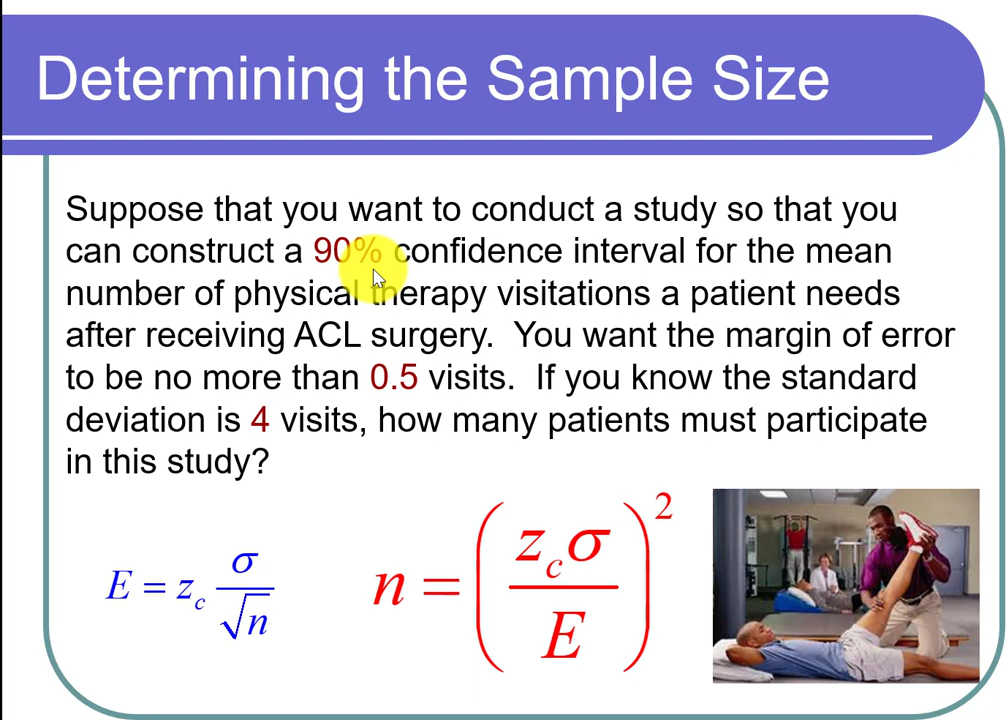 Determining the Sample Size
Suppose that you want to conduct a study so that you
can construct a 90% confidence interval for the mean
number of physical therapy visitations a patient needs
after receiving ACL surgery.  You want the margin of error
to be no more than 0.5 visits.  If you know the standard
deviation is 4 visits, how many patients must participate
in this study?
E = z_c σ/√n
n = (z_c σ/E)^2